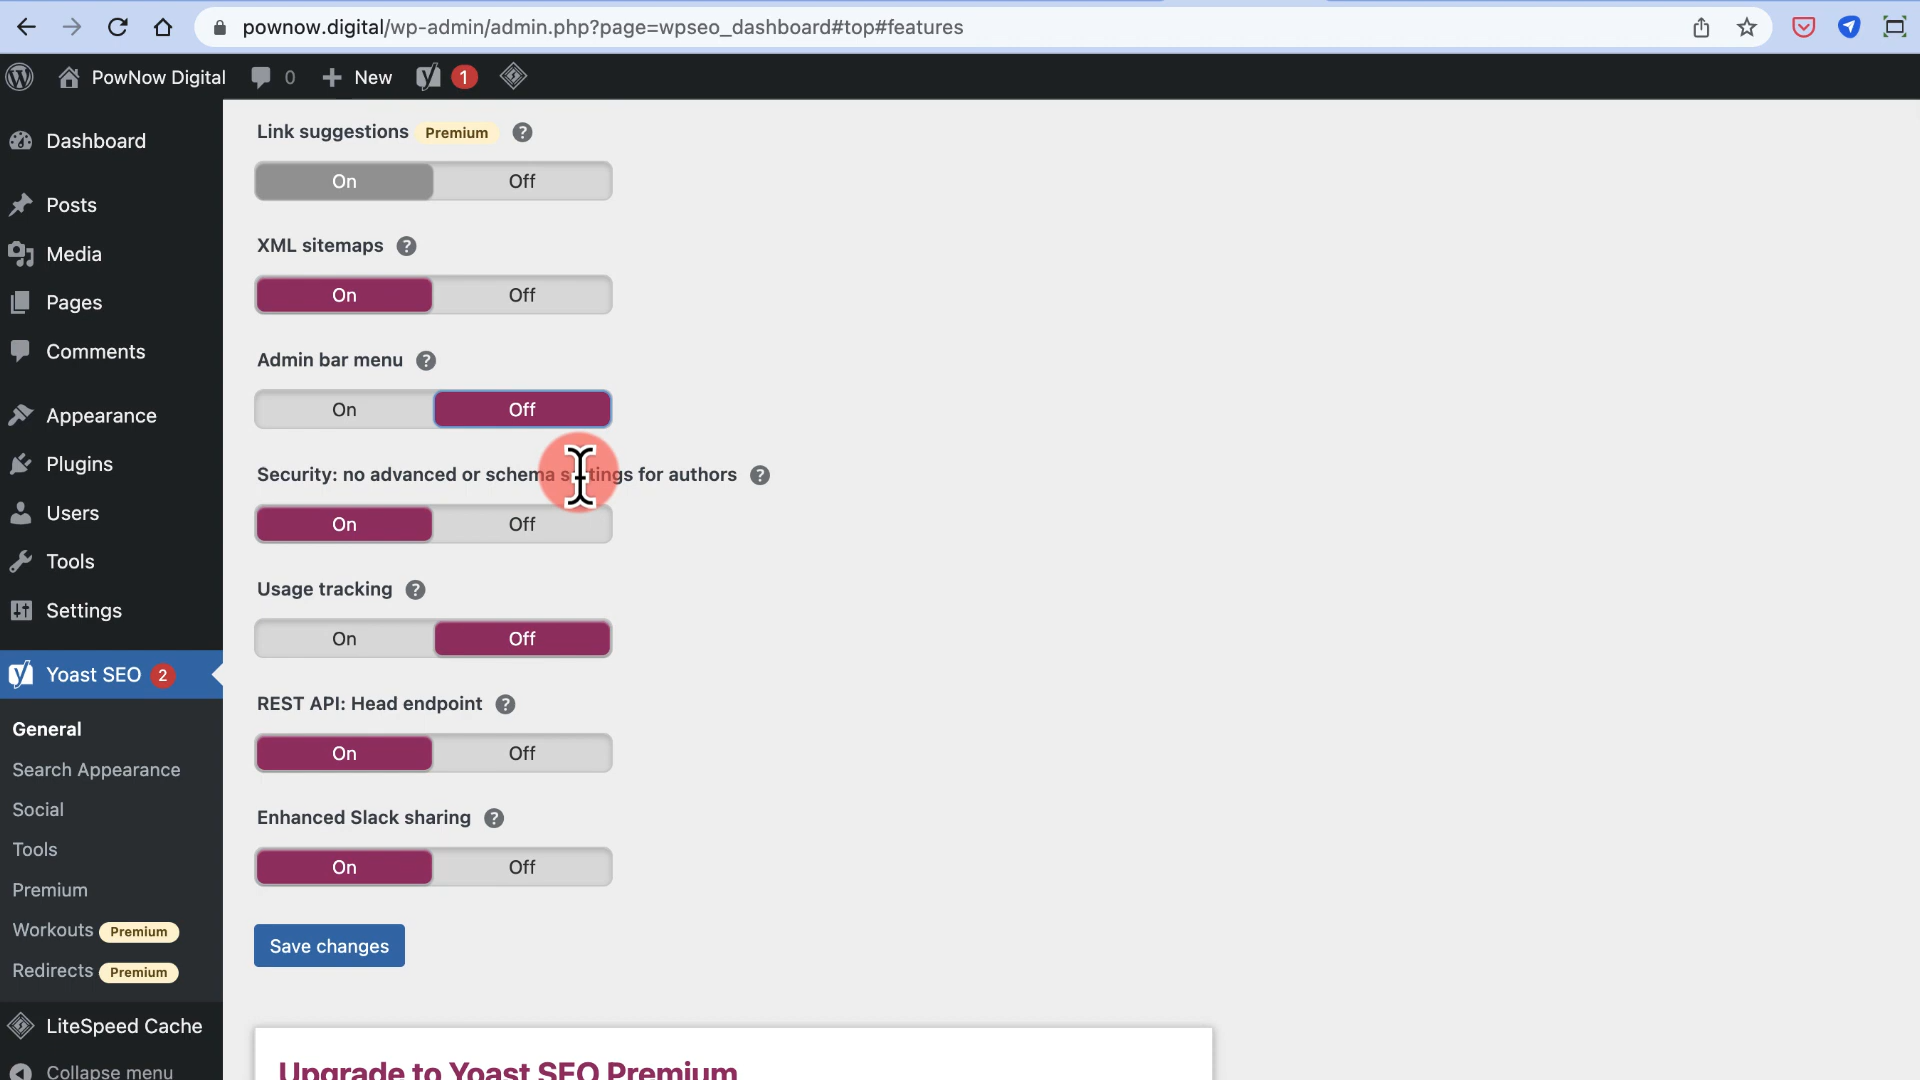 pownow.digital/wp-admin/admin.php?page=wpseo_dashboard#top#features
PowNow Digital
0
New
1
Dashboard
Posts
Media
Pages
Comments
Appearance
Plugins
Users
Tools
Settings
Yoast SEO 2
General
Search Appearance
Social
Tools
Premium
Workouts Premium
Redirects Premium
LiteSpeed Cache
Collapse menu
Link suggestions Premium ?
On Off
XML sitemaps ?
On Off
Admin bar menu ?
On Off
Security: no advanced or schema settings for authors ?
On Off
Usage tracking ?
On Off
REST API: Head endpoint ?
On Off
Enhanced Slack sharing ?
On Off
Save changes
Upgrade to Yoast SEO Premium